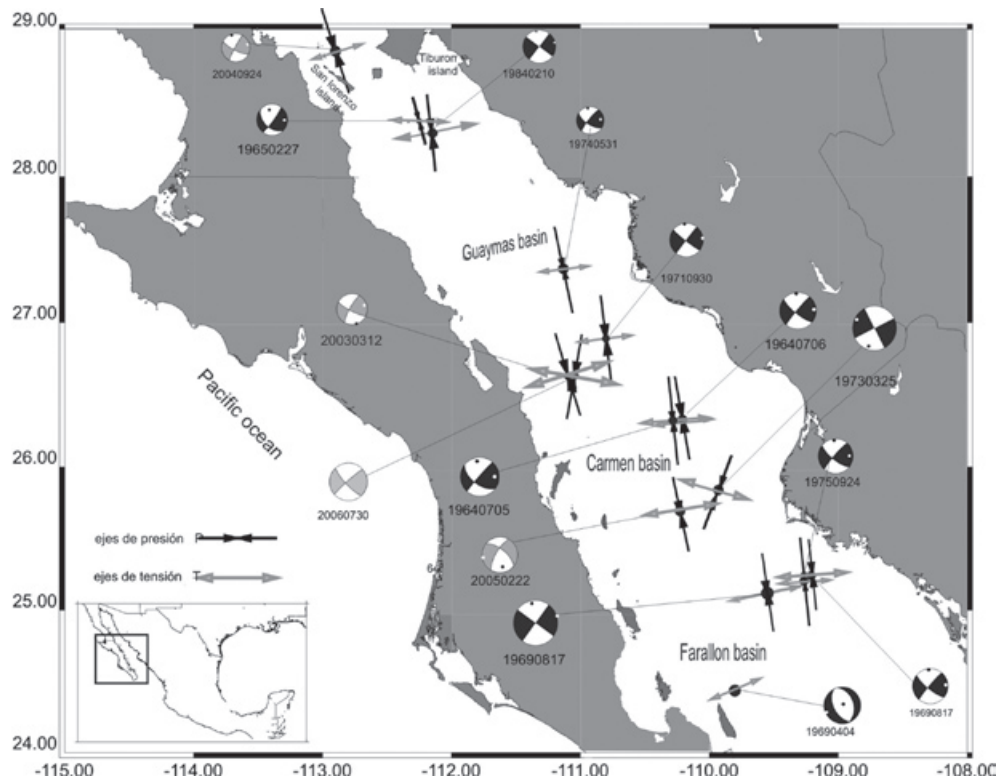 29.00
20040924
Tiburon
island
19840210
San lorenzo
island
19650227
19740531
28.00
Guaymas basin
19710930
27.00
20030312
19640706
19730325
Pacific ocean
26.00
Carmen basin
19750924
20060730
19640705
ejes de presión P
20050222
ejes de tensión T
25.00
19690817
Farallon basin
19690817
19690404
24.00
-115.00 -114.00 -113.00 -112.00 -111.00 -110.00 -109.00 -108.00